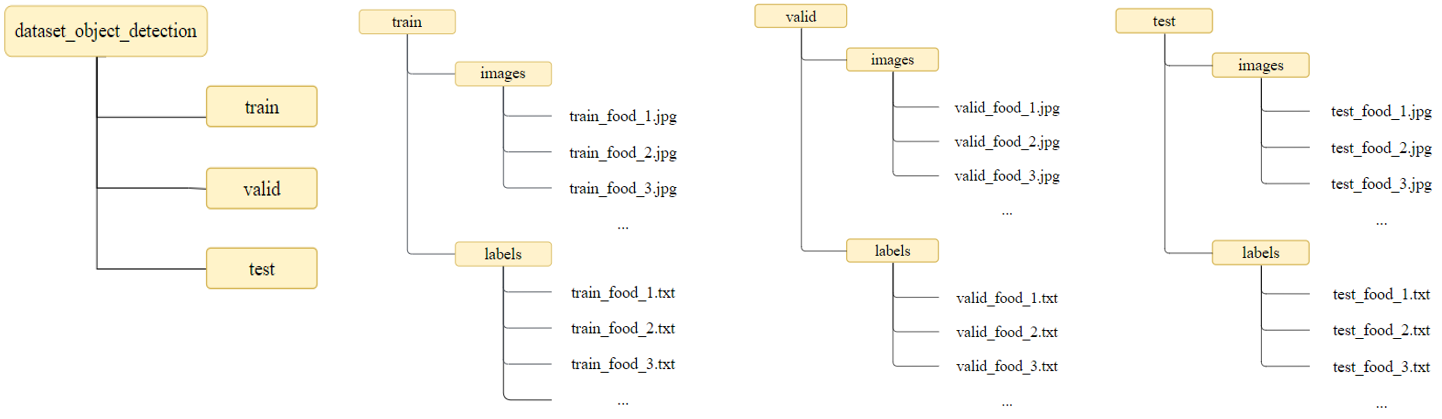 dataset_object_detection
train
valid
test
train
images
train_food_1.jpg
train_food_2.jpg
train_food_3.jpg
...
labels
train_food_1.txt
train_food_2.txt
train_food_3.txt
...
valid
images
valid_food_1.jpg
valid_food_2.jpg
valid_food_3.jpg
...
labels
valid_food_1.txt
valid_food_2.txt
valid_food_3.txt
...
test
images
test_food_1.jpg
test_food_2.jpg
test_food_3.jpg
...
labels
test_food_1.txt
test_food_2.txt
test_food_3.txt
...